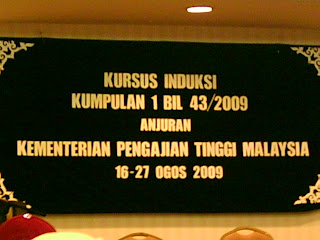 KURSUS INDUKSI
KUMPULAN 1 BIL 43/2009
ANJURAN
KEMENTERIAN PENGAJIAN TINGGI MALAYSIA
16-27 OGOS 2009